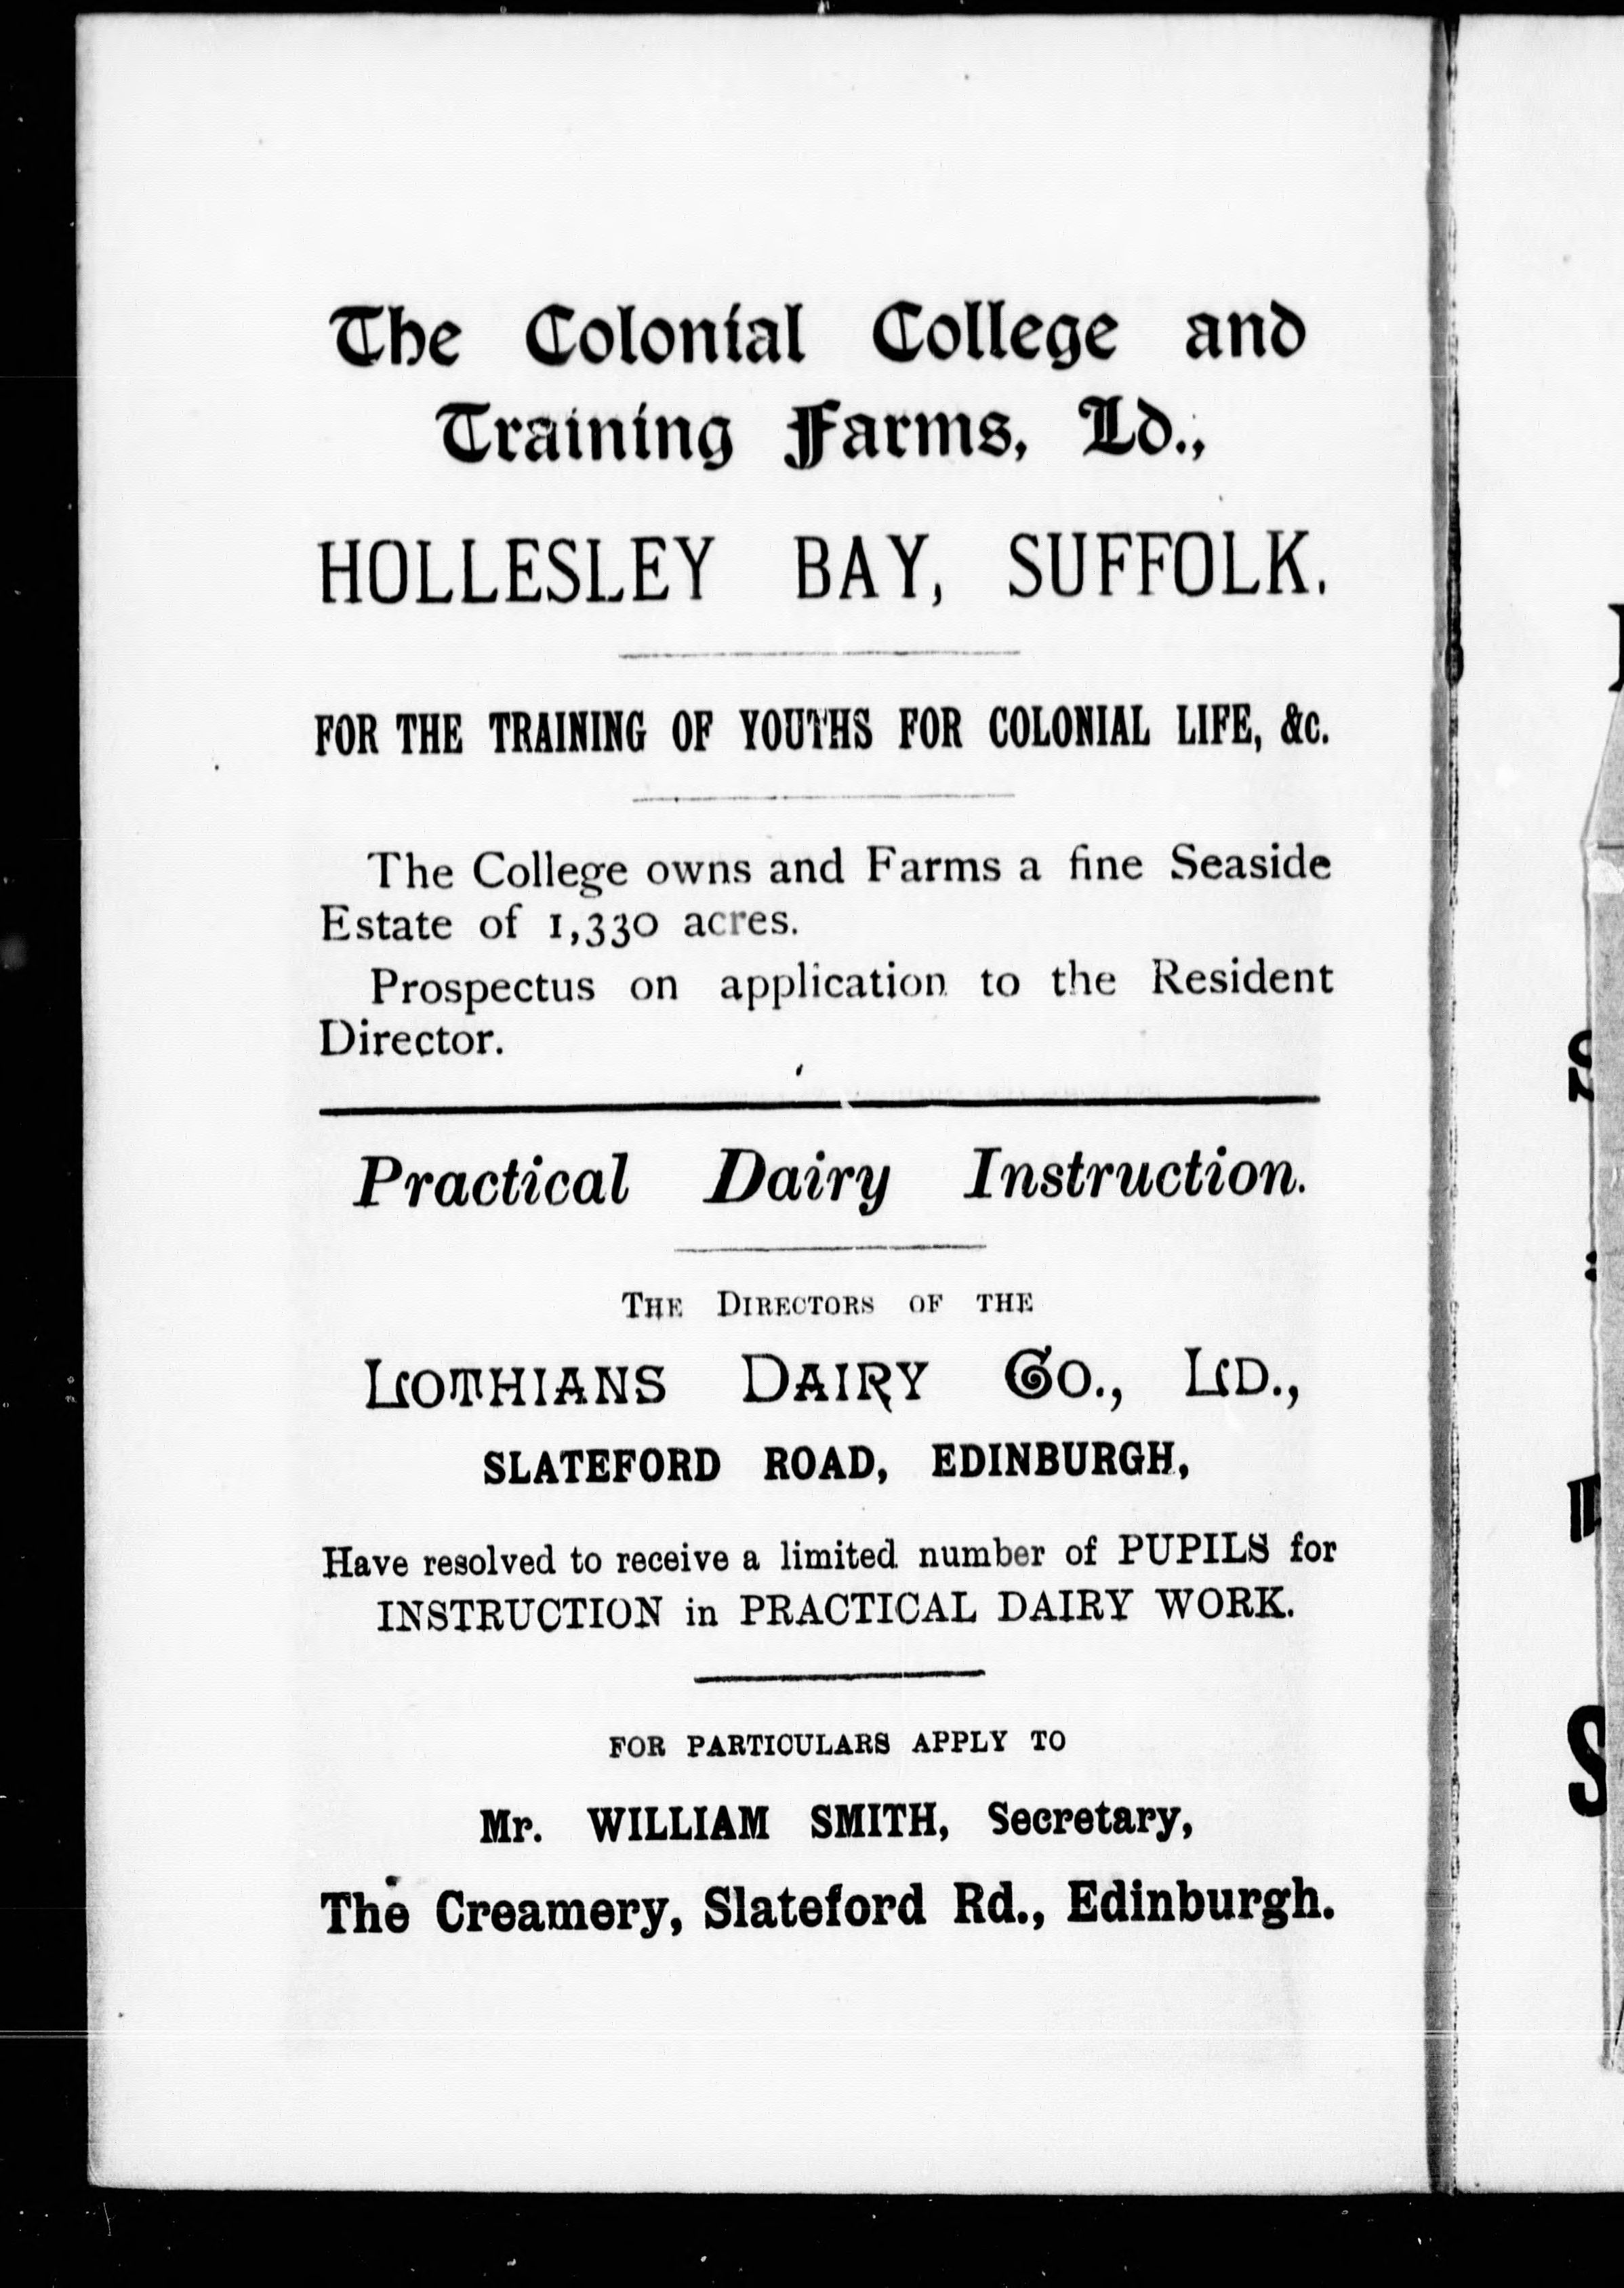 The Colonial College and
Training Farms, Ld.,
HOLLESLEY BAY, SUFFOLK.
FOR THE TRAINING OF YOUTHS FOR COLONIAL LIFE, &c.
The College owns and Farms a fine Seaside
Estate of 1,330 acres.
Prospectus on application to the Resident
Director.
Practical Dairy Instruction.
THE DIRECTORS OF THE
LOTHIANS DAIRY CO., LD.,
SLATEFORD ROAD, EDINBURGH,
Have resolved to receive a limited number of PUPILS for
INSTRUCTION in PRACTICAL DAIRY WORK.
FOR PARTICULARS APPLY TO
Mr. WILLIAM SMITH, Secretary,
The Creamery, Slateford Rd., Edinburgh.